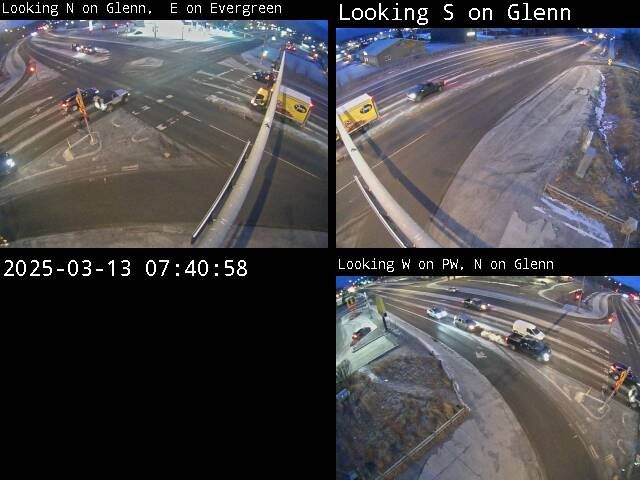 Looking N on Glenn,  E on Evergreen
Looking S on Glenn
2025-03-13 07:40:58
Looking W on PW, N on Glenn